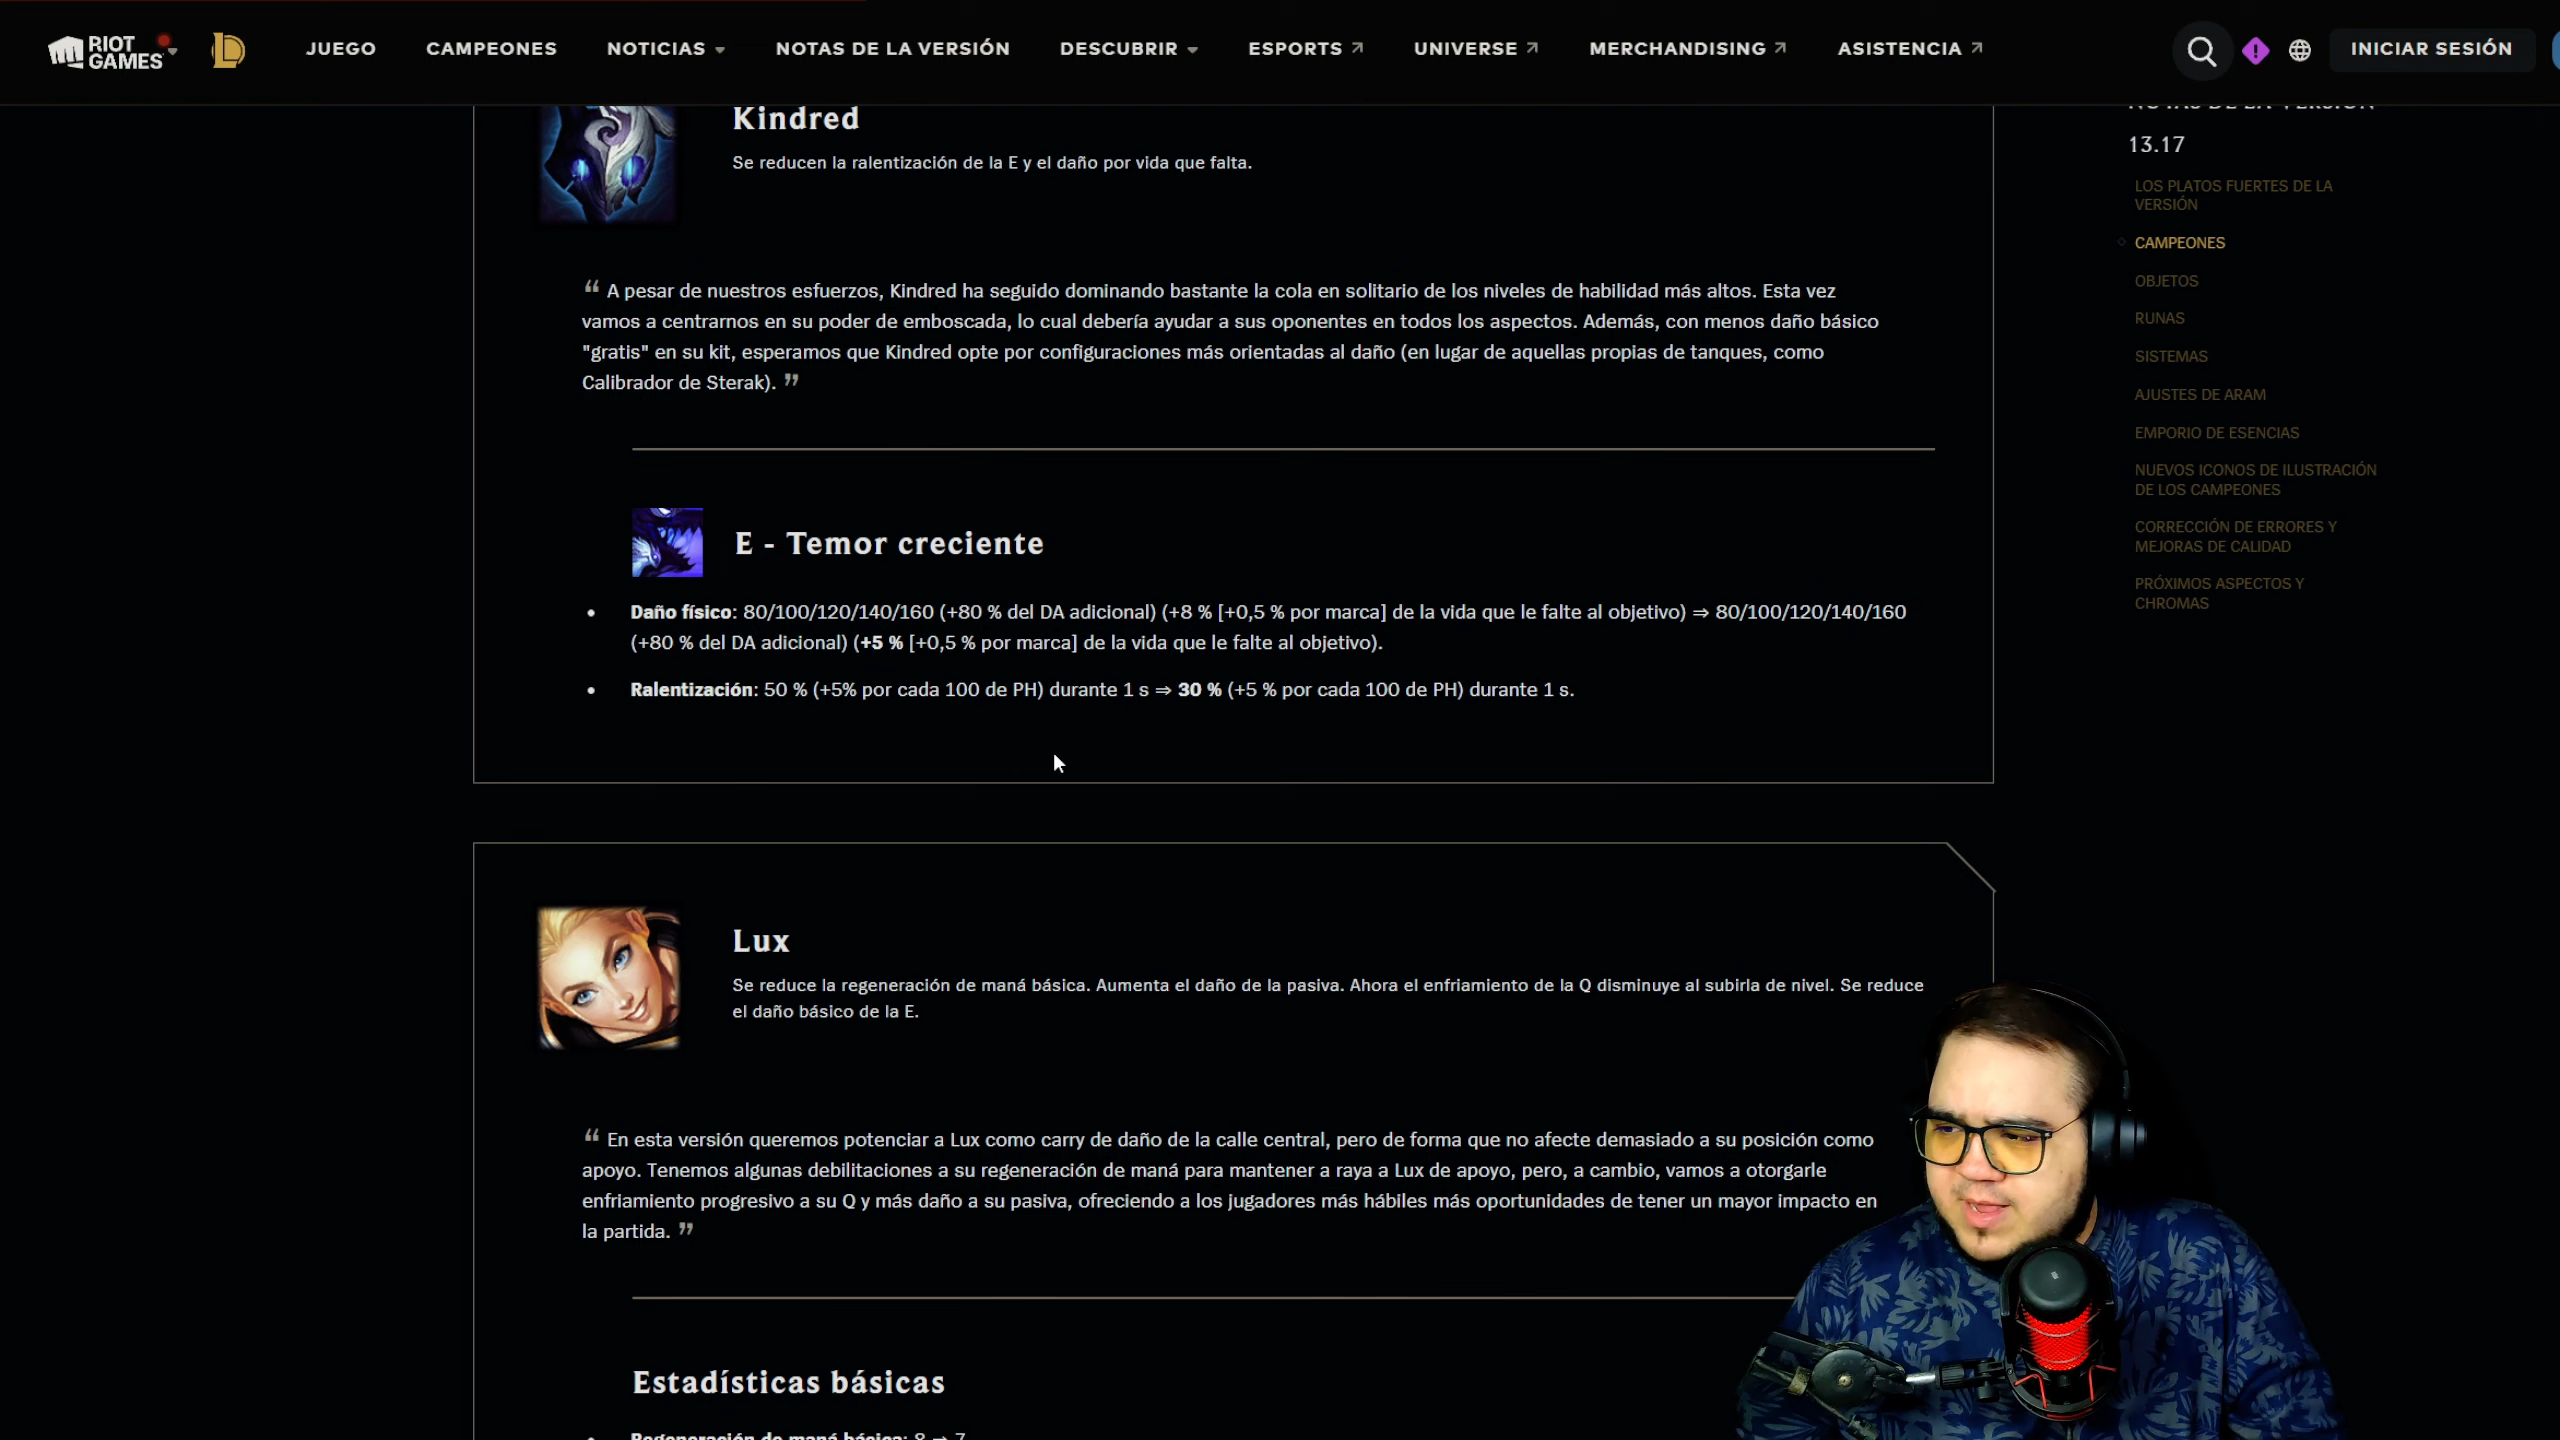 RIOT GAMES
JUEGO CAMPEONES NOTICIAS NOTAS DE LA VERSIÓN DESCUBRIR ESPORTS UNIVERSE MERCHANDISING ASISTENCIA INICIAR SESIÓN
Kindred
Se reducen la ralentización de la E y el daño por vida que falta.
“ A pesar de nuestros esfuerzos, Kindred ha seguido dominando bastante la cola en solitario de los niveles de habilidad más altos. Esta vez
vamos a centrarnos en su poder de emboscada, lo cual debería ayudar a sus oponentes en todos los aspectos. Además, con menos daño básico
"gratis" en su kit, esperamos que Kindred opte por configuraciones más orientadas al daño (en lugar de aquellas propias de tanques, como
Calibrador de Sterak). ”
E - Temor creciente
• Daño físico: 80/100/120/140/160 (+80 % del DA adicional) (+8 % [+0,5 % por marca] de la vida que le falte al objetivo) ⇒ 80/100/120/140/160
(+80 % del DA adicional) (+5 % [+0,5 % por marca] de la vida que le falte al objetivo).
• Ralentización: 50 % (+5% por cada 100 de PH) durante 1 s ⇒ 30 % (+5 % por cada 100 de PH) durante 1 s.
Lux
Se reduce la regeneración de maná básica. Aumenta el daño de la pasiva. Ahora el enfriamiento de la Q disminuye al subirla de nivel. Se reduce
el daño básico de la E.
“ En esta versión queremos potenciar a Lux como carry de daño de la calle central, pero de forma que no afecte demasiado a su posición como
apoyo. Tenemos algunas debilitaciones a su regeneración de maná para mantener a raya a Lux de apoyo, pero, a cambio, vamos a otorgarle
enfriamiento progresivo a su Q y más daño a su pasiva, ofreciendo a los jugadores más hábiles más oportunidades de tener un mayor impacto en
la partida. ”
Estadísticas básicas
• Regeneración de maná básica: 8 ⇒ 7
NOTAS DE LA VERSIÓN
13.17
LOS PLATOS FUERTES DE LA
VERSIÓN
CAMPEONES
OBJETOS
RUNAS
SISTEMAS
AJUSTES DE ARAM
EMPORIO DE ESENCIAS
NUEVOS ICONOS DE ILUSTRACIÓN
DE LOS CAMPEONES
CORRECCIÓN DE ERRORES Y
MEJORAS DE CALIDAD
PRÓXIMOS ASPECTOS Y
CHROMAS